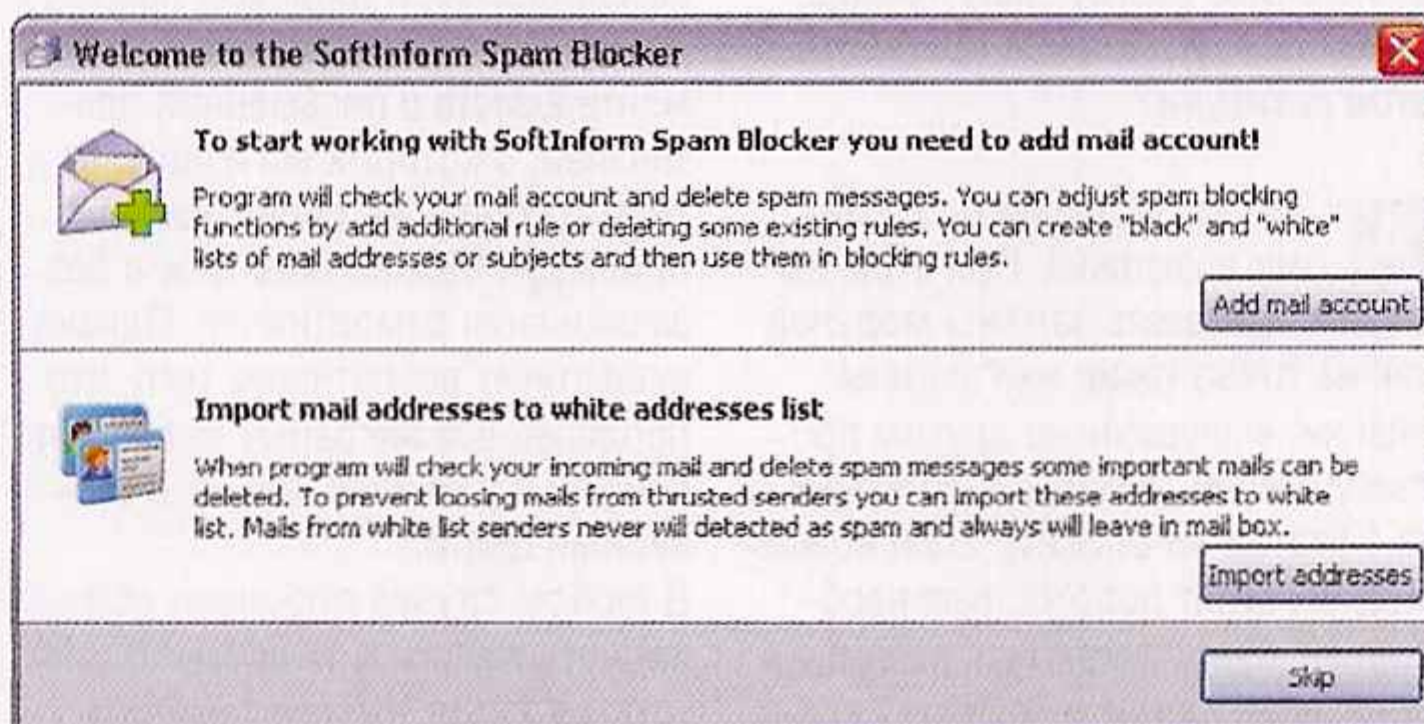 Welcome to the SoftInform Spam Blocker
To start working with SoftInform Spam Blocker you need to add mail account!
Program will check your mail account and delete spam messages. You can adjust spam blocking
functions by add additional rule or deleting some existing rules. You can create "black" and "white"
lists of mail addresses or subjects and then use them in blocking rules.
Add mail account
Import mail addresses to white addresses list
When program will check your incoming mail and delete spam messages some important mails can be
deleted. To prevent loosing mails from thrusted senders you can import these addresses to white
list. Mails from white list senders never will detected as spam and always will leave in mail box.
Import addresses
Skip